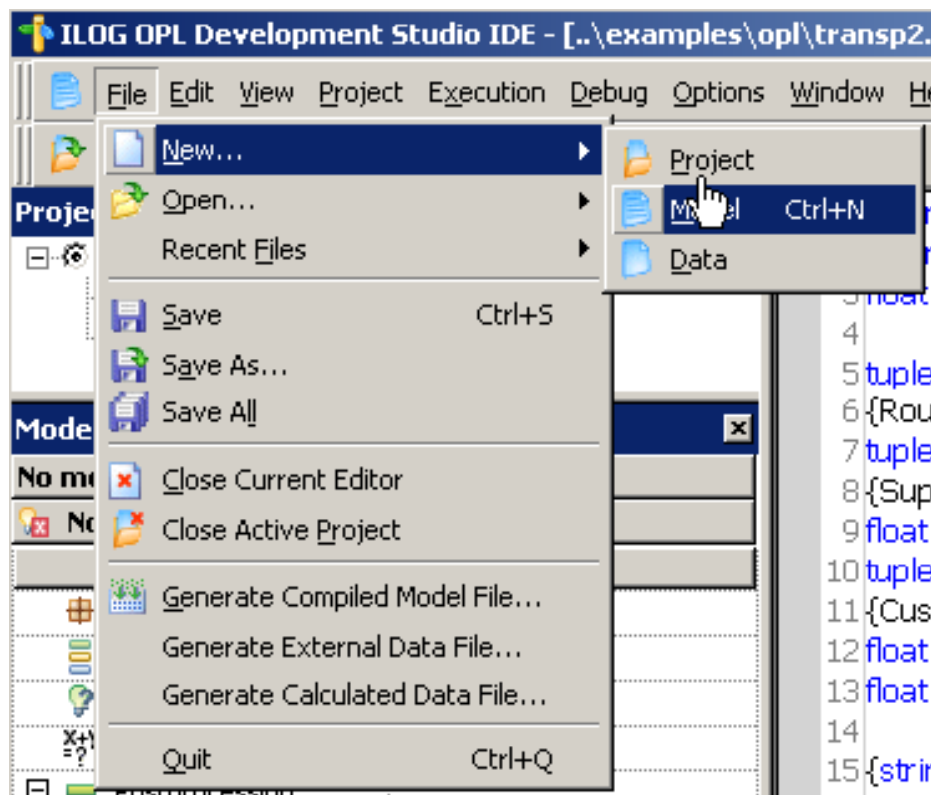 ILOG OPL Development Studio IDE - [..\examples\opl\transp2.
File Edit View Project Execution Debug Options Window
New...
Project
Open...
Ctrl+N
Recent Files
Data
Save Ctrl+S
4
Save As...
5 tuple
Save All
6 {Rou
7 tuple
No
Close Current Editor
8 {Sup
Close Active Project
9 float
10 tuple
Generate Compiled Model File...
11 {Cus
Generate External Data File...
12 float
Generate Calculated Data File...
13 float
14
Quit Ctrl+Q
15 {strin